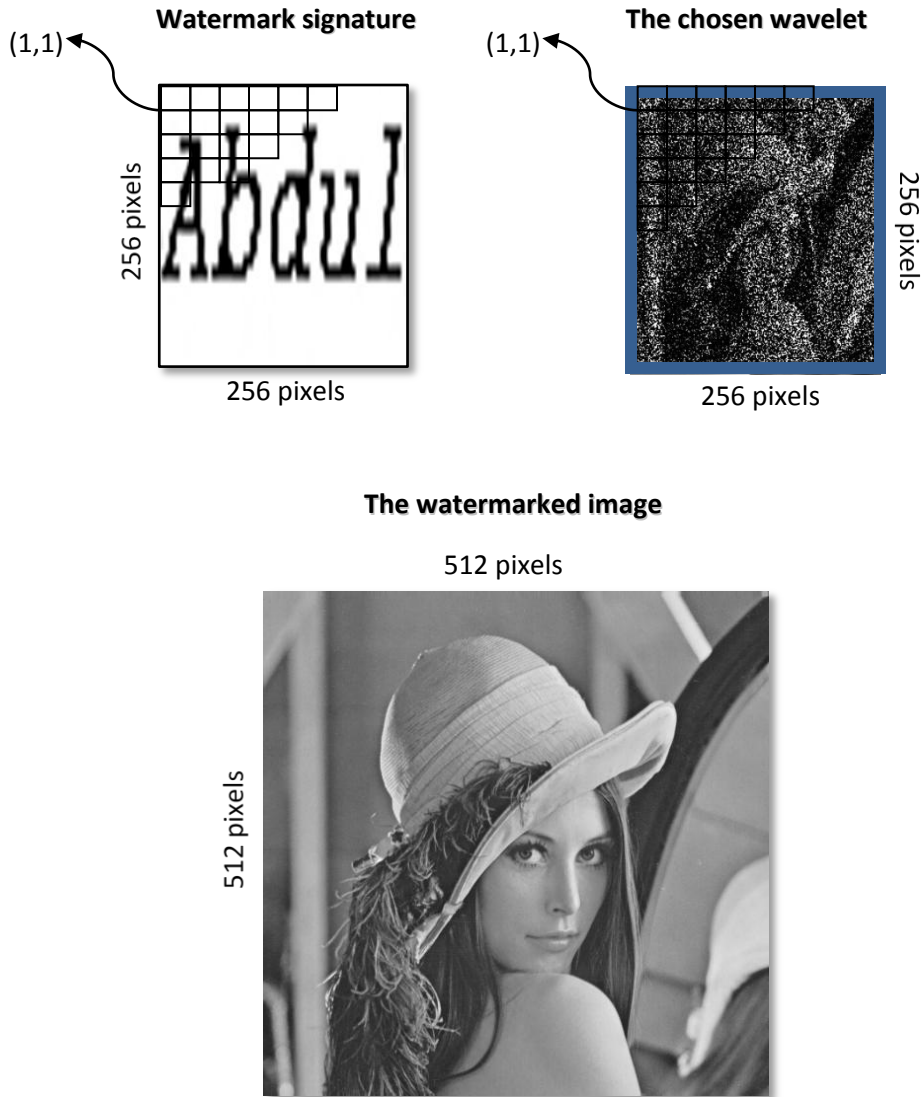 Watermark signature
The chosen wavelet
(1,1)
(1,1)
Abdul
256 pixels
256 pixels
256 pixels
256 pixels
The watermarked image
512 pixels
512 pixels